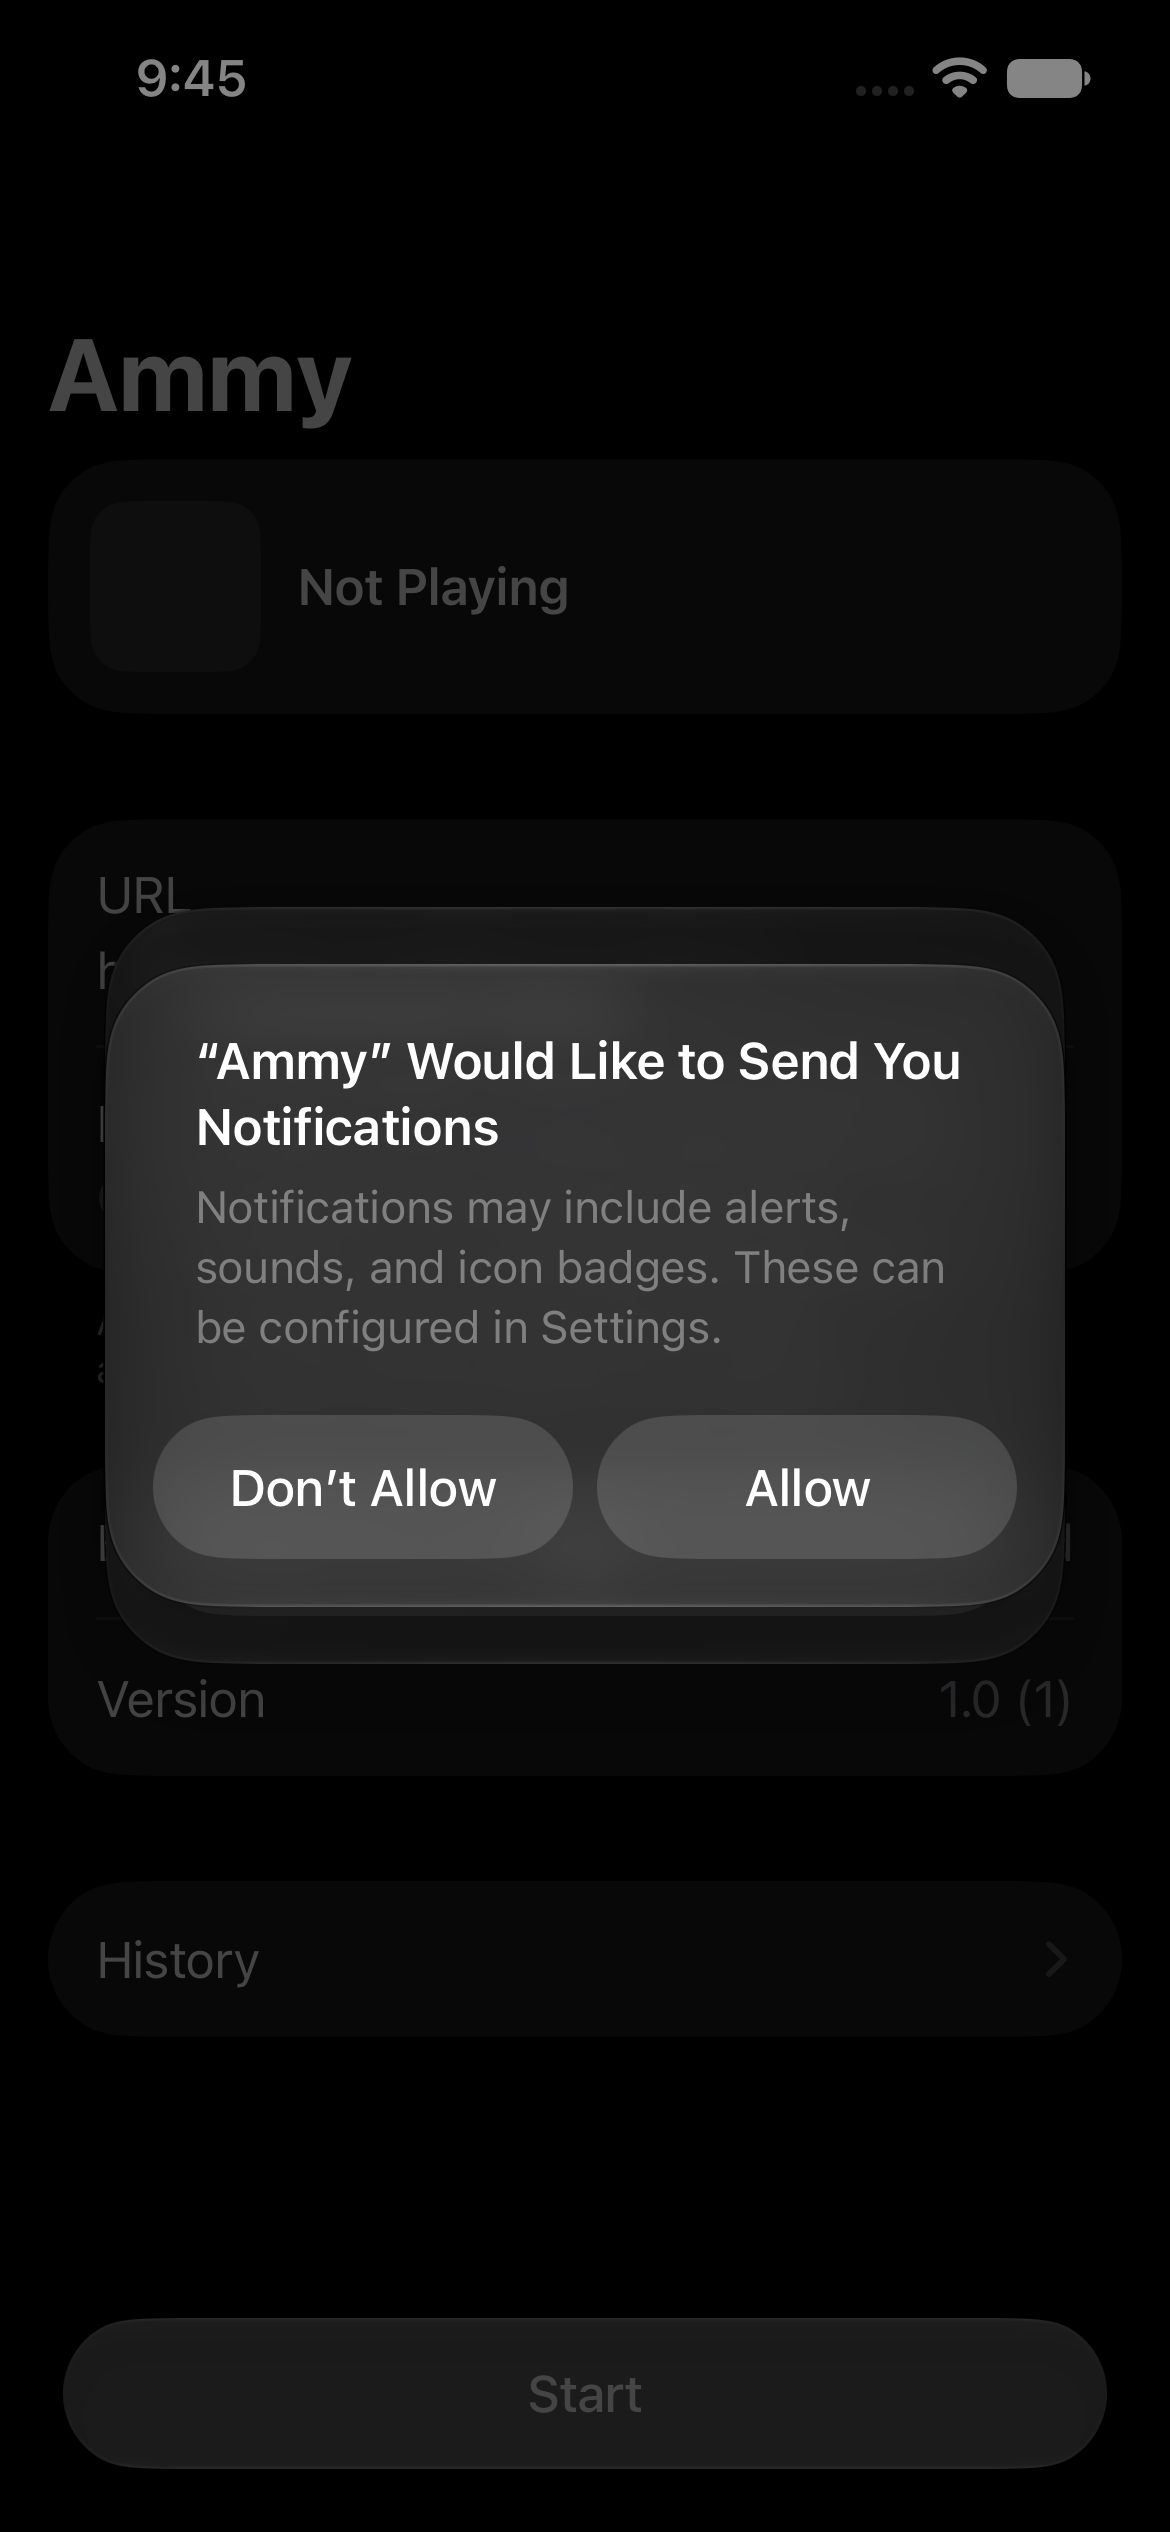 9:45
Ammy
Not Playing
URL
“Ammy” Would Like to Send You
Notifications
Notifications may include alerts,
sounds, and icon badges. These can
be configured in Settings.
Don’t Allow
Allow
Version
1.0 (1)
History
Start